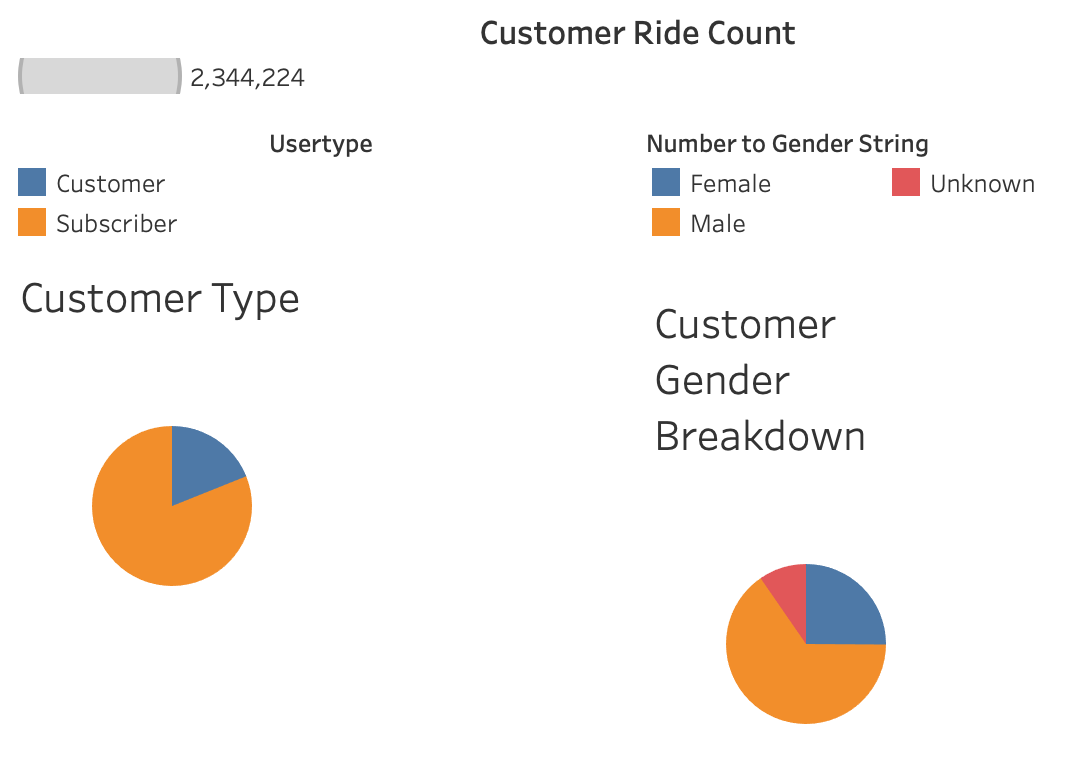 Customer Ride Count
2,344,224
Usertype
Customer
Subscriber
Number to Gender String
Female
Unknown
Male
Customer Type
Customer
Gender
Breakdown